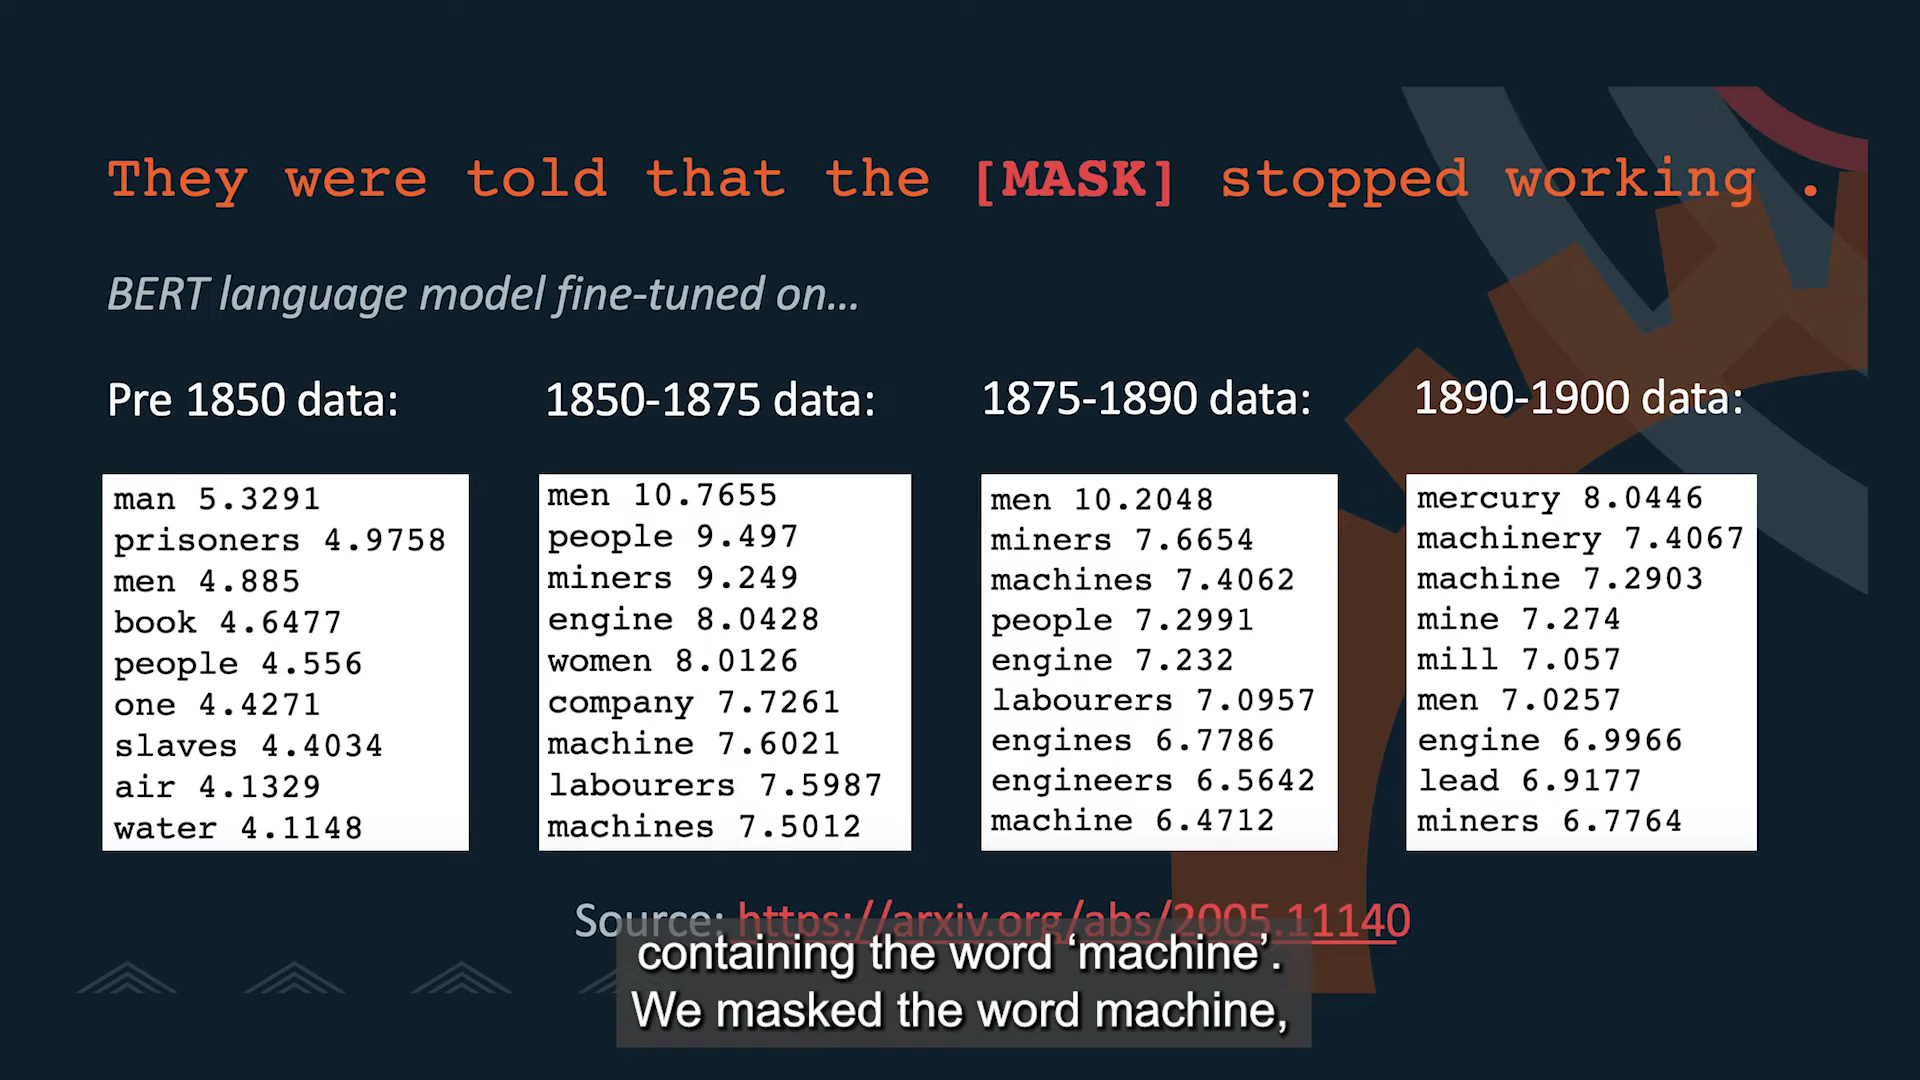 They were told that the [MASK] stopped working .
BERT language model fine-tuned on...
Pre 1850 data:
man 5.3291
prisoners 4.9758
men 4.885
book 4.6477
people 4.556
one 4.4271
slaves 4.4034
air 4.1329
water 4.1148
1850-1875 data:
men 10.7655
people 9.497
miners 9.249
engine 8.0428
women 8.0126
company 7.7261
machine 7.6021
labourers 7.5987
machines 7.5012
1875-1890 data:
men 10.2048
miners 7.6654
machines 7.4062
people 7.2991
engine 7.232
labourers 7.0957
engines 6.7786
engineers 6.5642
machine 6.4712
1890-1900 data:
mercury 8.0446
machinery 7.4067
machine 7.2903
mine 7.274
mill 7.057
men 7.0257
engine 6.9966
lead 6.9177
miners 6.7764
Source: https://arxiv.org/abs/2005.11140
containing the word ‘machine’.
We masked the word machine,